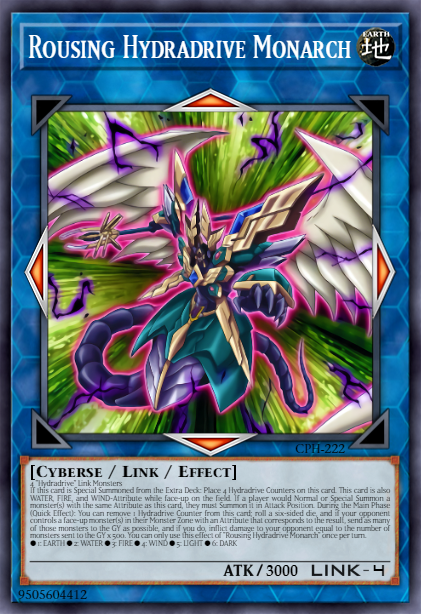 Rousing Hydradrive Monarch
EARTH
地
CPH-222
[Cyberse / Link / Effect]
4 "Hydradrive" Link Monsters
If this card is Special Summoned from the Extra Deck: Place 4 Hydradrive Counters on this card. This card is also
WATER, FIRE, and WIND-Attribute while face-up on the field. If a player would Normal or Special Summon a
monster(s) with the same Attribute as this card, they must Summon it in Attack Position. During the Main Phase
(Quick Effect): You can remove 1 Hydradrive Counter from this card; roll a six-sided die, and if your opponent
controls a face-up monster(s) in their Monster Zone with an Attribute that corresponds to the result, send as many
of those monsters to the GY as possible, and if you do, inflict damage to your opponent equal to the number of
monsters sent to the GY x 500. You can only use this effect of "Rousing Hydradrive Monarch" once per turn.
●1: EARTH ●2: WATER ●3: FIRE ●4: WIND ●5: LIGHT ●6: DARK
ATK / 3000 LINK-4
9505604412